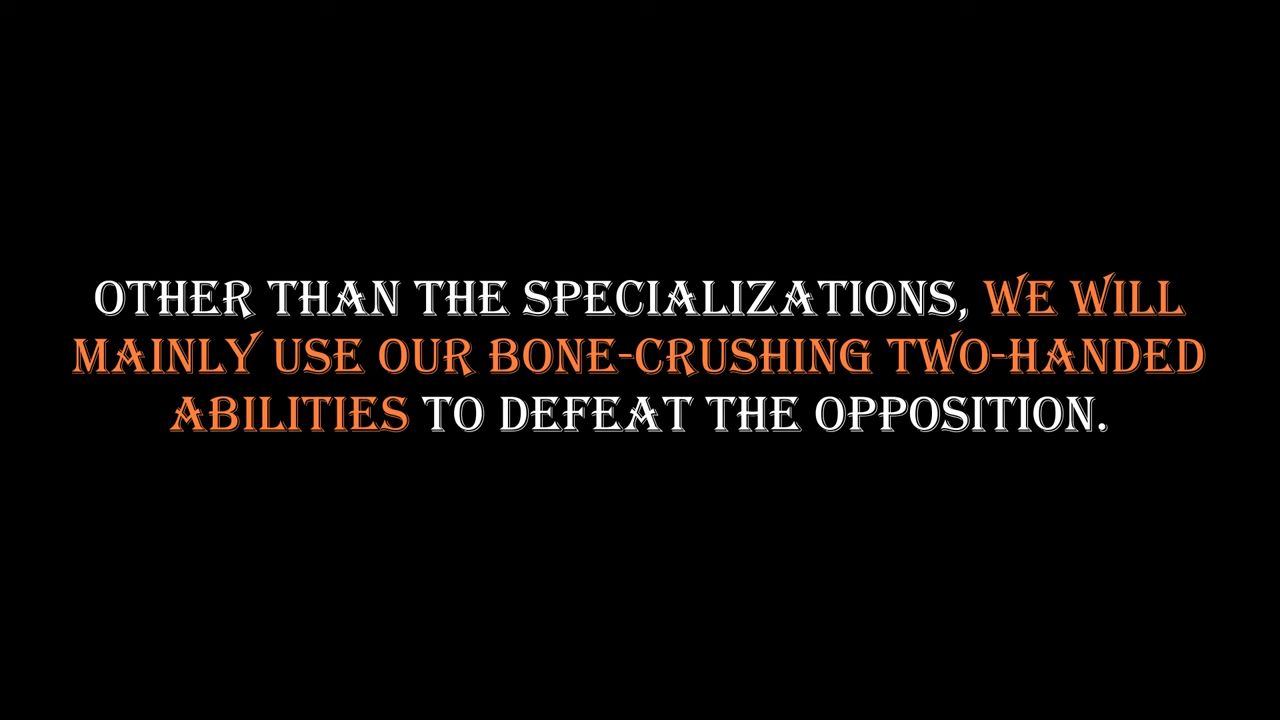 OTHER THAN THE SPECIALIZATIONS, WE WILL
MAINLY USE OUR BONE-CRUSHING TWO-HANDED
ABILITIES TO DEFEAT THE OPPOSITION.